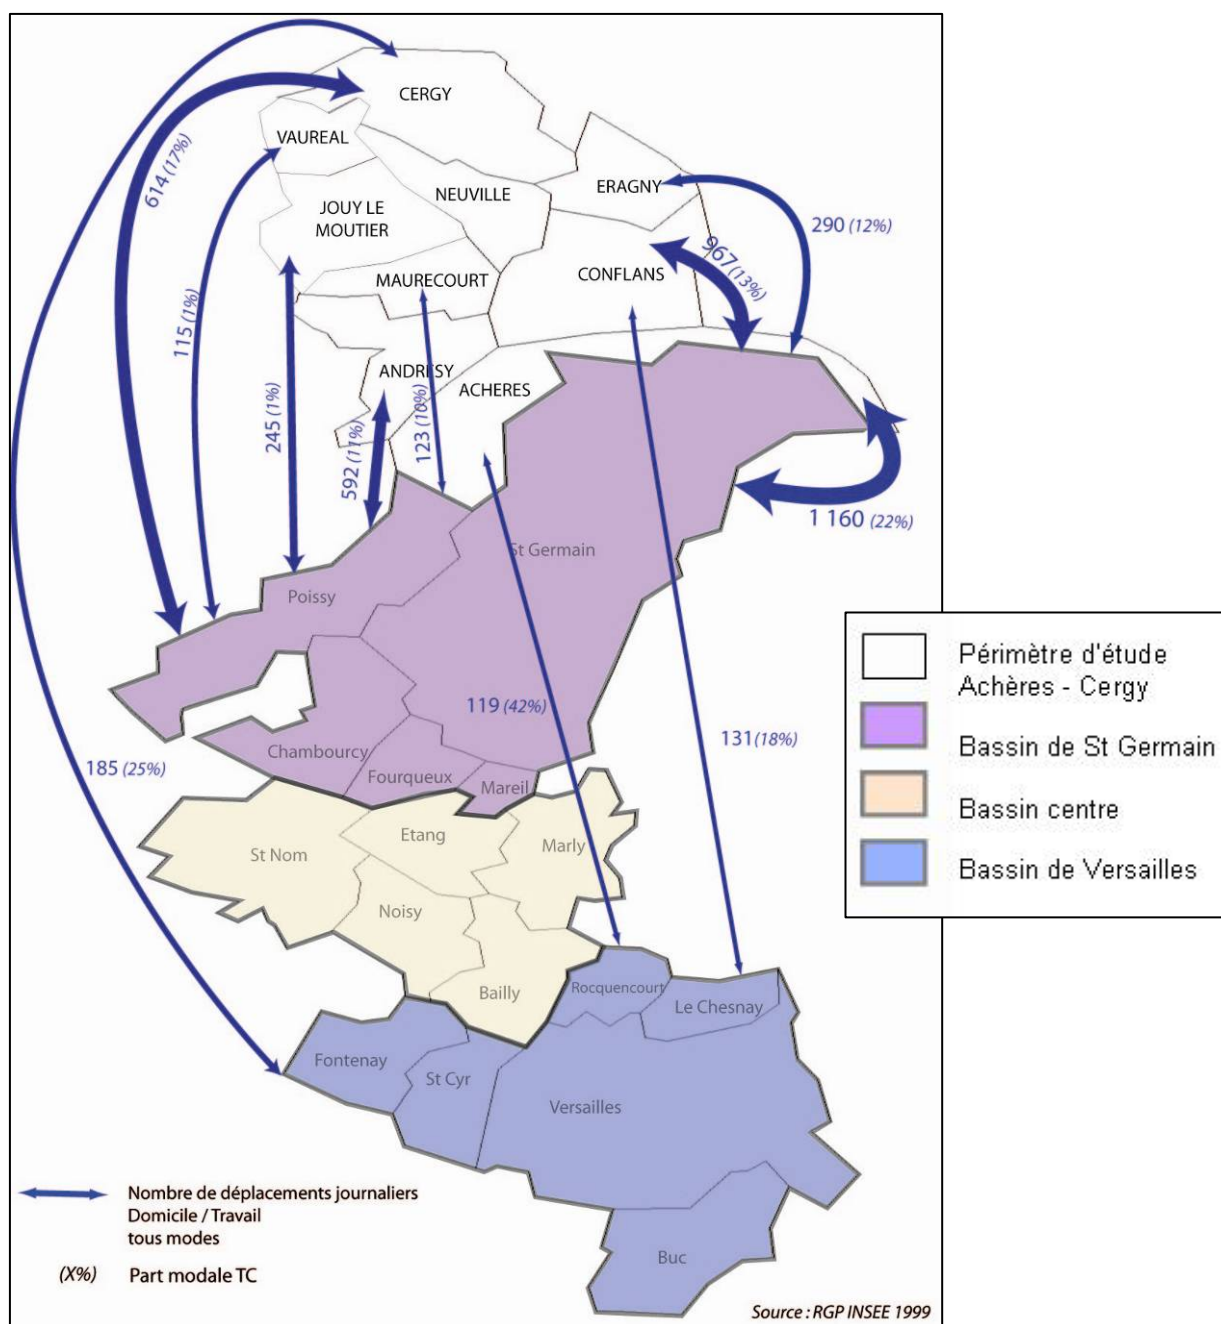 CERGY
VAUREAL
614 (17%)
NEUVILLE
ERAGNY
JOUY LE
MOUTIER
290 (12%)
967 (13%)
MAURECOURT
CONFLANS
115 (1%)
ANDRESY
ACHERES
245 (1%)
592 (11%)
123 (10%)
1 160 (22%)
St Germain
Poissy
119 (42%)
131 (18%)
Chambourcy
Fourqueux
Mareil
185 (25%)
St Nom
Etang
Marly
Noisy
Bailly
Rocquencourt
Le Chesnay
Fontenay
St Cyr
Versailles
Buc
Périmètre d'étude
Achères - Cergy
Bassin de St Germain
Bassin centre
Bassin de Versailles
Nombre de déplacements journaliers
Domicile / Travail
tous modes
(X%) Part modale TC
Source : RGP INSEE 1999